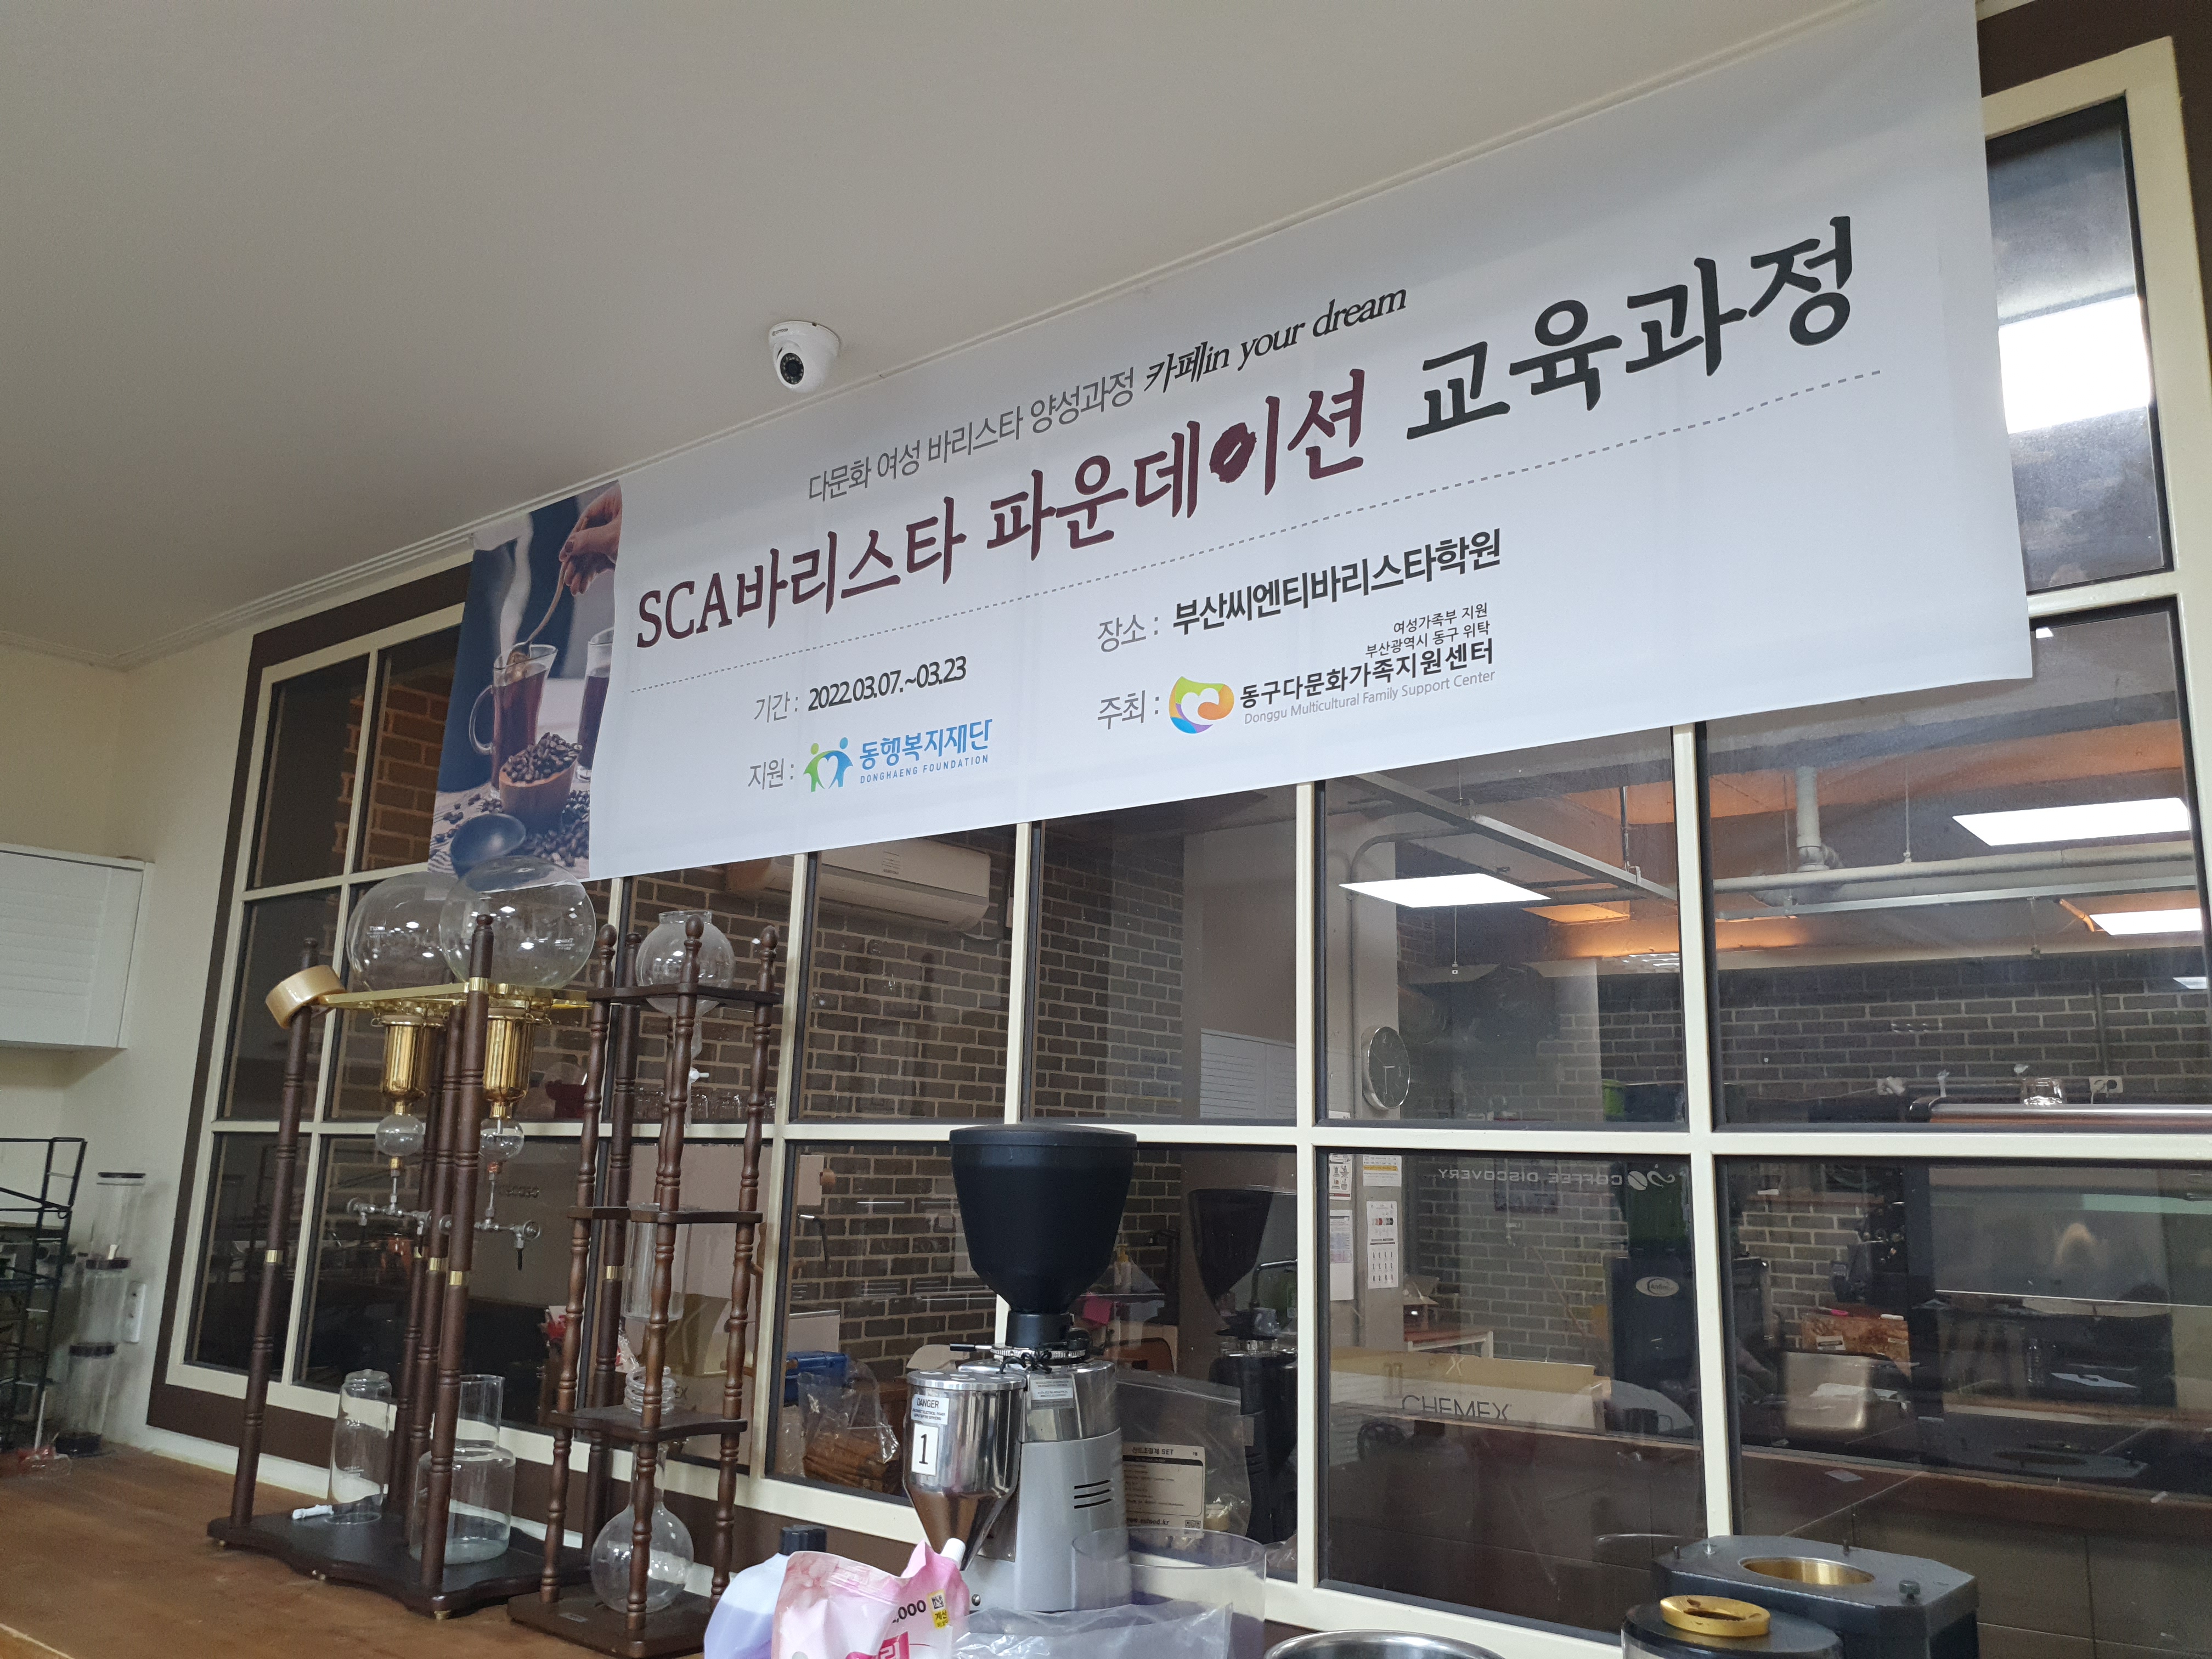 다문화 여성 바리스타 양성과정 카페in your dream
SCA바리스타 파운데이션 교육과정
기간 : 2022.03.07.~03.23
장소 : 부산씨엔티바리스타학원
지원 : 동행복지재단
DONGHAENG FOUNDATION
주최 :
여성가족부 지원
부산광역시 동구 위탁
동구다문화가족지원센터
Donggu Multicultural Family Support Center
COFFEE DISCOVERY
CHEMEX
DANGER
1
,000